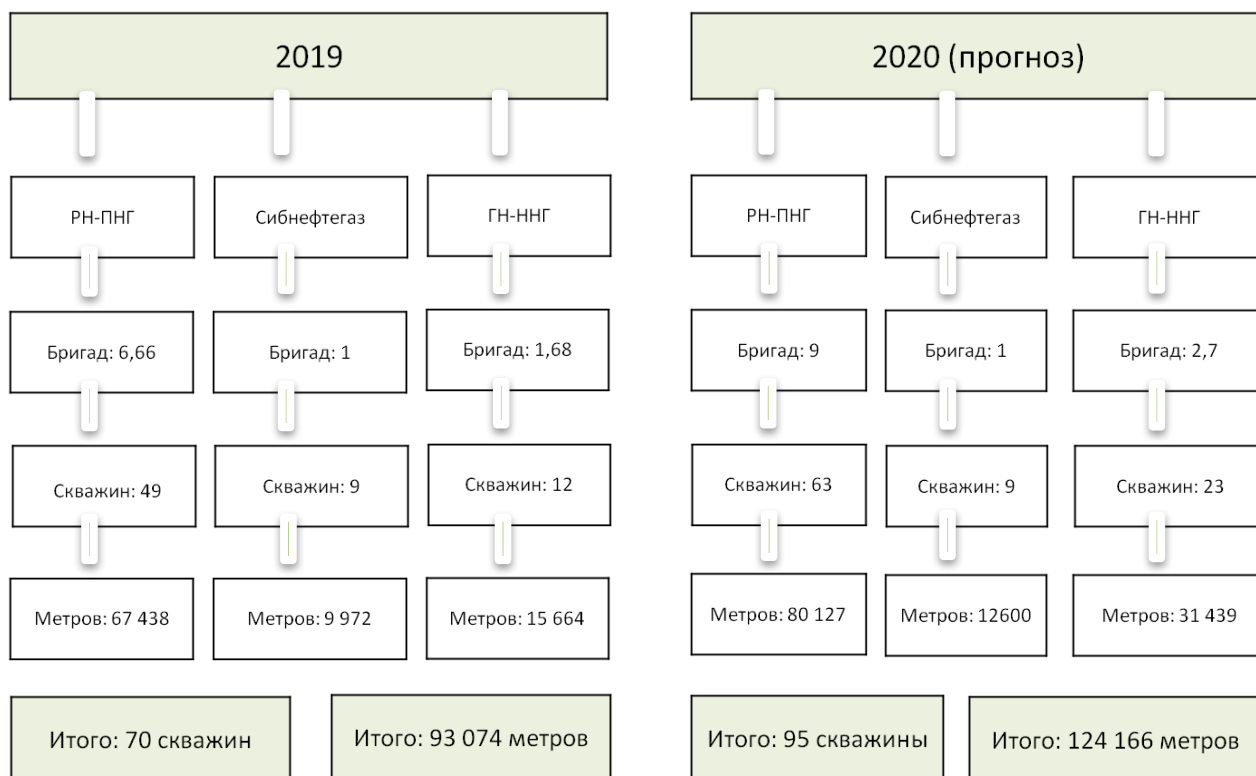 2019
РН-ПНГ
Сибнефтегаз
ГН-ННГ
Бригад: 6,66
Бригад: 1
Бригад: 1,68
Скважин: 49
Скважин: 9
Скважин: 12
Метров: 67 438
Метров: 9 972
Метров: 15 664
Итого: 70 скважин
Итого: 93 074 метров
2020 (прогноз)
РН-ПНГ
Сибнефтегаз
ГН-ННГ
Бригад: 9
Бригад: 1
Бригад: 2,7
Скважин: 63
Скважин: 9
Скважин: 23
Метров: 80 127
Метров: 12600
Метров: 31 439
Итого: 95 скважины
Итого: 124 166 метров